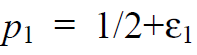 p₁ = 1/2+ε₁